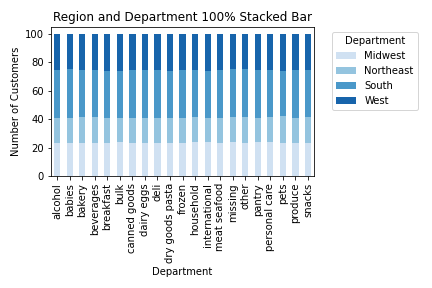 Region and Department 100% Stacked Bar
Number of Customers
100
80
60
40
20
0
alcohol
babies
bakery
beverages
breakfast
bulk
canned goods
dairy eggs
deli
dry goods pasta
frozen
household
international
meat seafood
missing
other
pantry
personal care
pets
produce
snacks
Department
Department
Midwest
Northeast
South
West